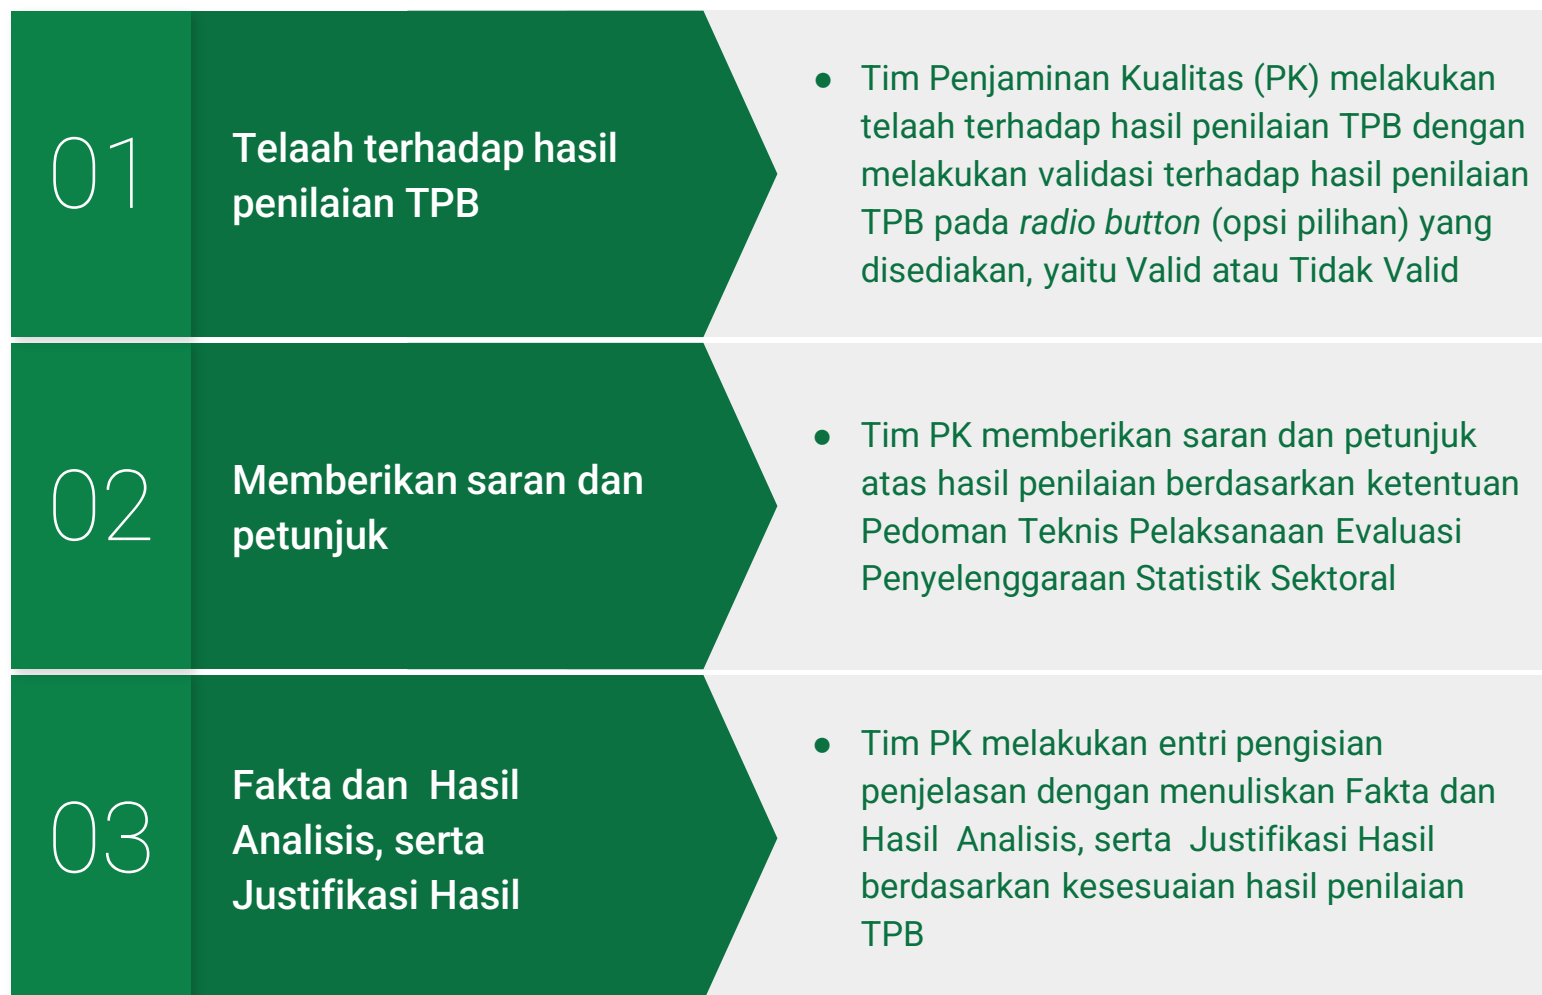 01
Telaah terhadap hasil
penilaian TPB
● Tim Penjaminan Kualitas (PK) melakukan
telaah terhadap hasil penilaian TPB dengan
melakukan validasi terhadap hasil penilaian
TPB pada radio button (opsi pilihan) yang
disediakan, yaitu Valid atau Tidak Valid
02
Memberikan saran dan
petunjuk
● Tim PK memberikan saran dan petunjuk
atas hasil penilaian berdasarkan ketentuan
Pedoman Teknis Pelaksanaan Evaluasi
Penyelenggaraan Statistik Sektoral
03
Fakta dan  Hasil
Analisis, serta
Justifikasi Hasil
● Tim PK melakukan entri pengisian
penjelasan dengan menuliskan Fakta dan
Hasil  Analisis, serta  Justifikasi Hasil
berdasarkan kesesuaian hasil penilaian
TPB